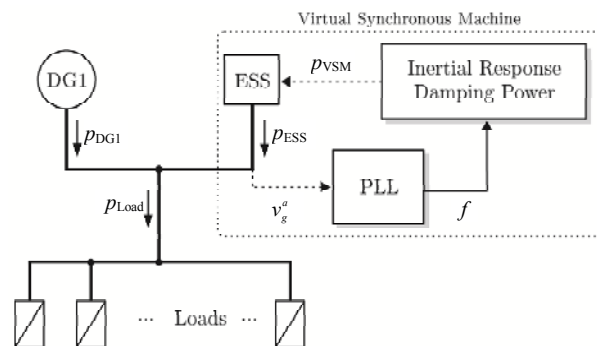 Virtual Synchronous Machine
DG1
ESS
p_VSM
Inertial Response
Damping Power
p_DG1
p_ESS
p_Load
v_g^a
PLL
f
... Loads ...